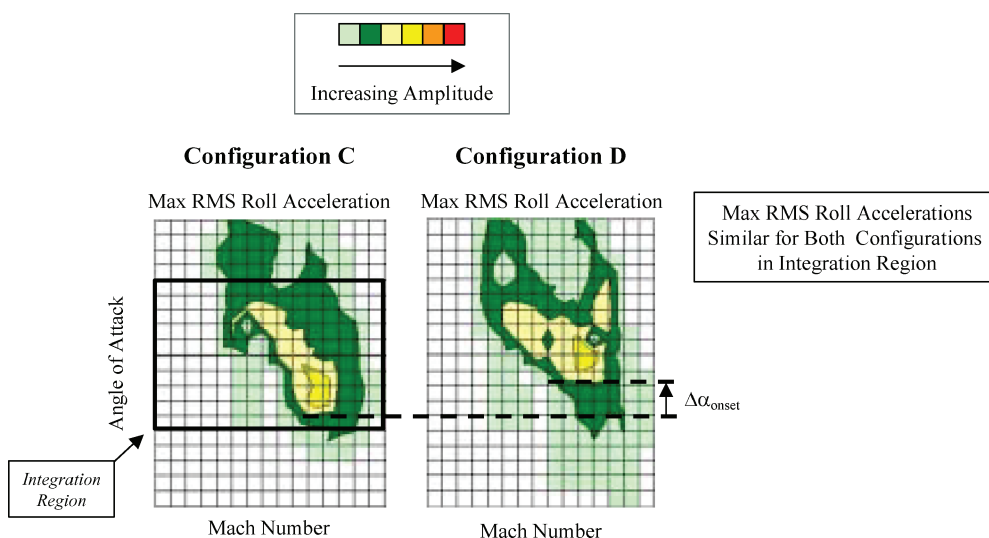 Increasing Amplitude
Configuration C
Configuration D
Max RMS Roll Acceleration
Max RMS Roll Acceleration
Max RMS Roll Accelerations
Similar for Both Configurations
in Integration Region
Angle of Attack
Δαonset
Integration
Region
Mach Number
Mach Number